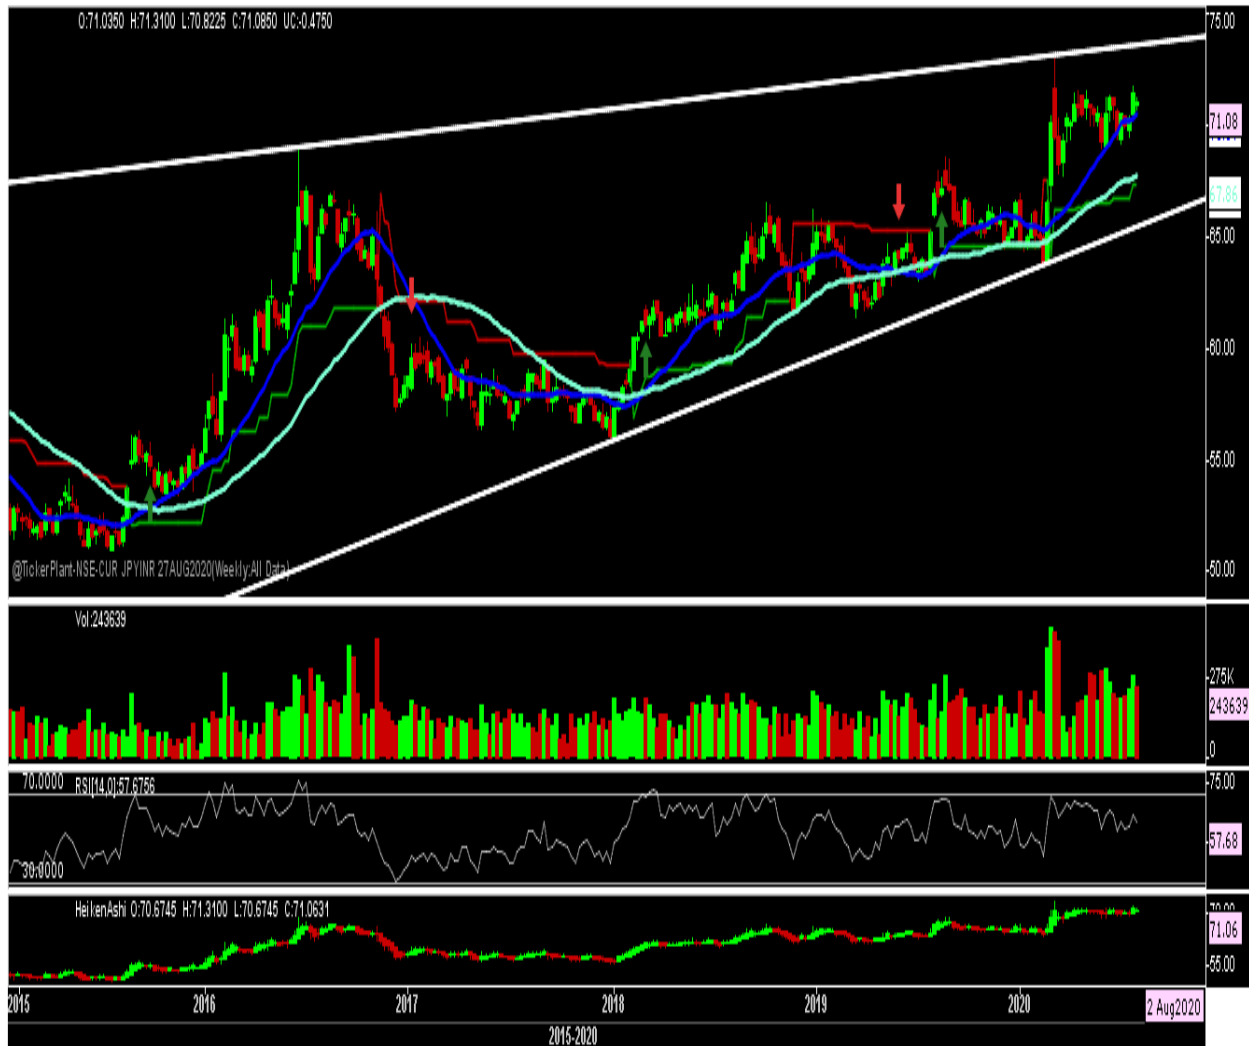 O:71.0350 H:71.3100 L:70.8225 C:71.0850 UC:-0.4750
75.00
71.08
67.86
65.00
60.00
55.00
50.00
@TickerPlant-NSE-CUR JPYINR 27AUG2020(Weekly:All Data)
Vol:243639
275K
243639
0
70.0000 RSI[14,0]:57.6756
75.00
57.68
30.0000
HeikenAshi O:70.6745 H:71.3100 L:70.6745 C:71.0631
71.06
55.00
2015 2016 2017 2018 2019 2020 2 Aug2020
2015-2020